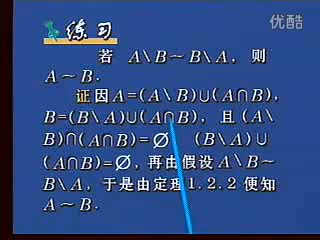 优酷
练习
若 A\B～B\A，则
A～B.
证因A=(A\B)∪(A∩B),
B=(B\A)∪(A∩B)，且 (A\
B)∩(A∩B)=∅ (B\A)∪
(A∩B)=∅，再由假设 A\B～
B\A，于是由定理1.2.2 便知
A～B.